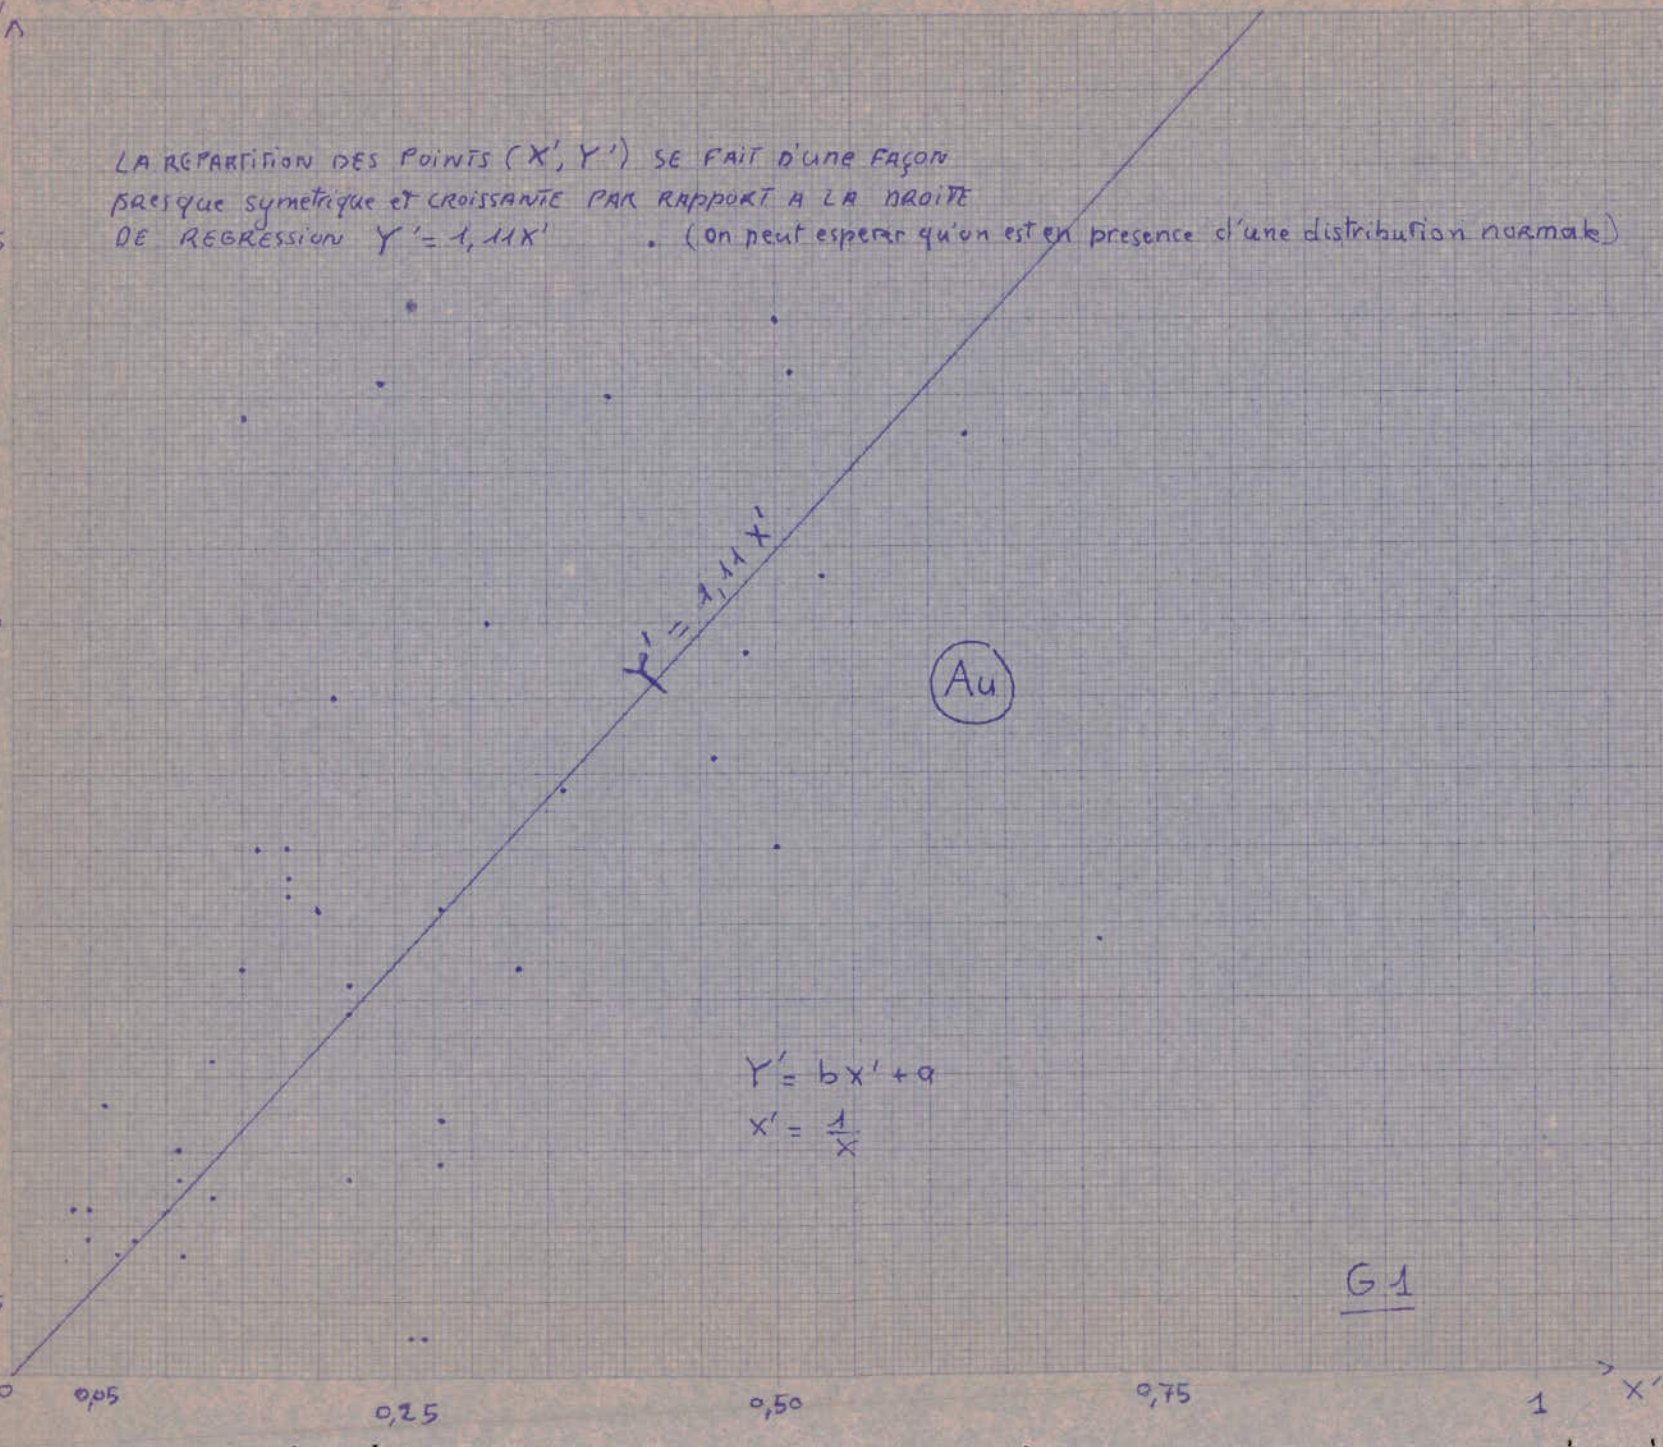 LA REPARTITION DES POINTS (X', Y') SE FAIT D'une FAÇON
presque symetrique et CROISSANTE PAR RAPPORT A LA DROITE
DE REGRESSION Y' = 1,11X' . (on peut esperer qu'on est en presence d'une distribution normale)
Y' = 1,11 X'
Au
Y' = bx' + a
x' = 1/x
G1
0
0,05
0,25
0,50
0,75
1
X'